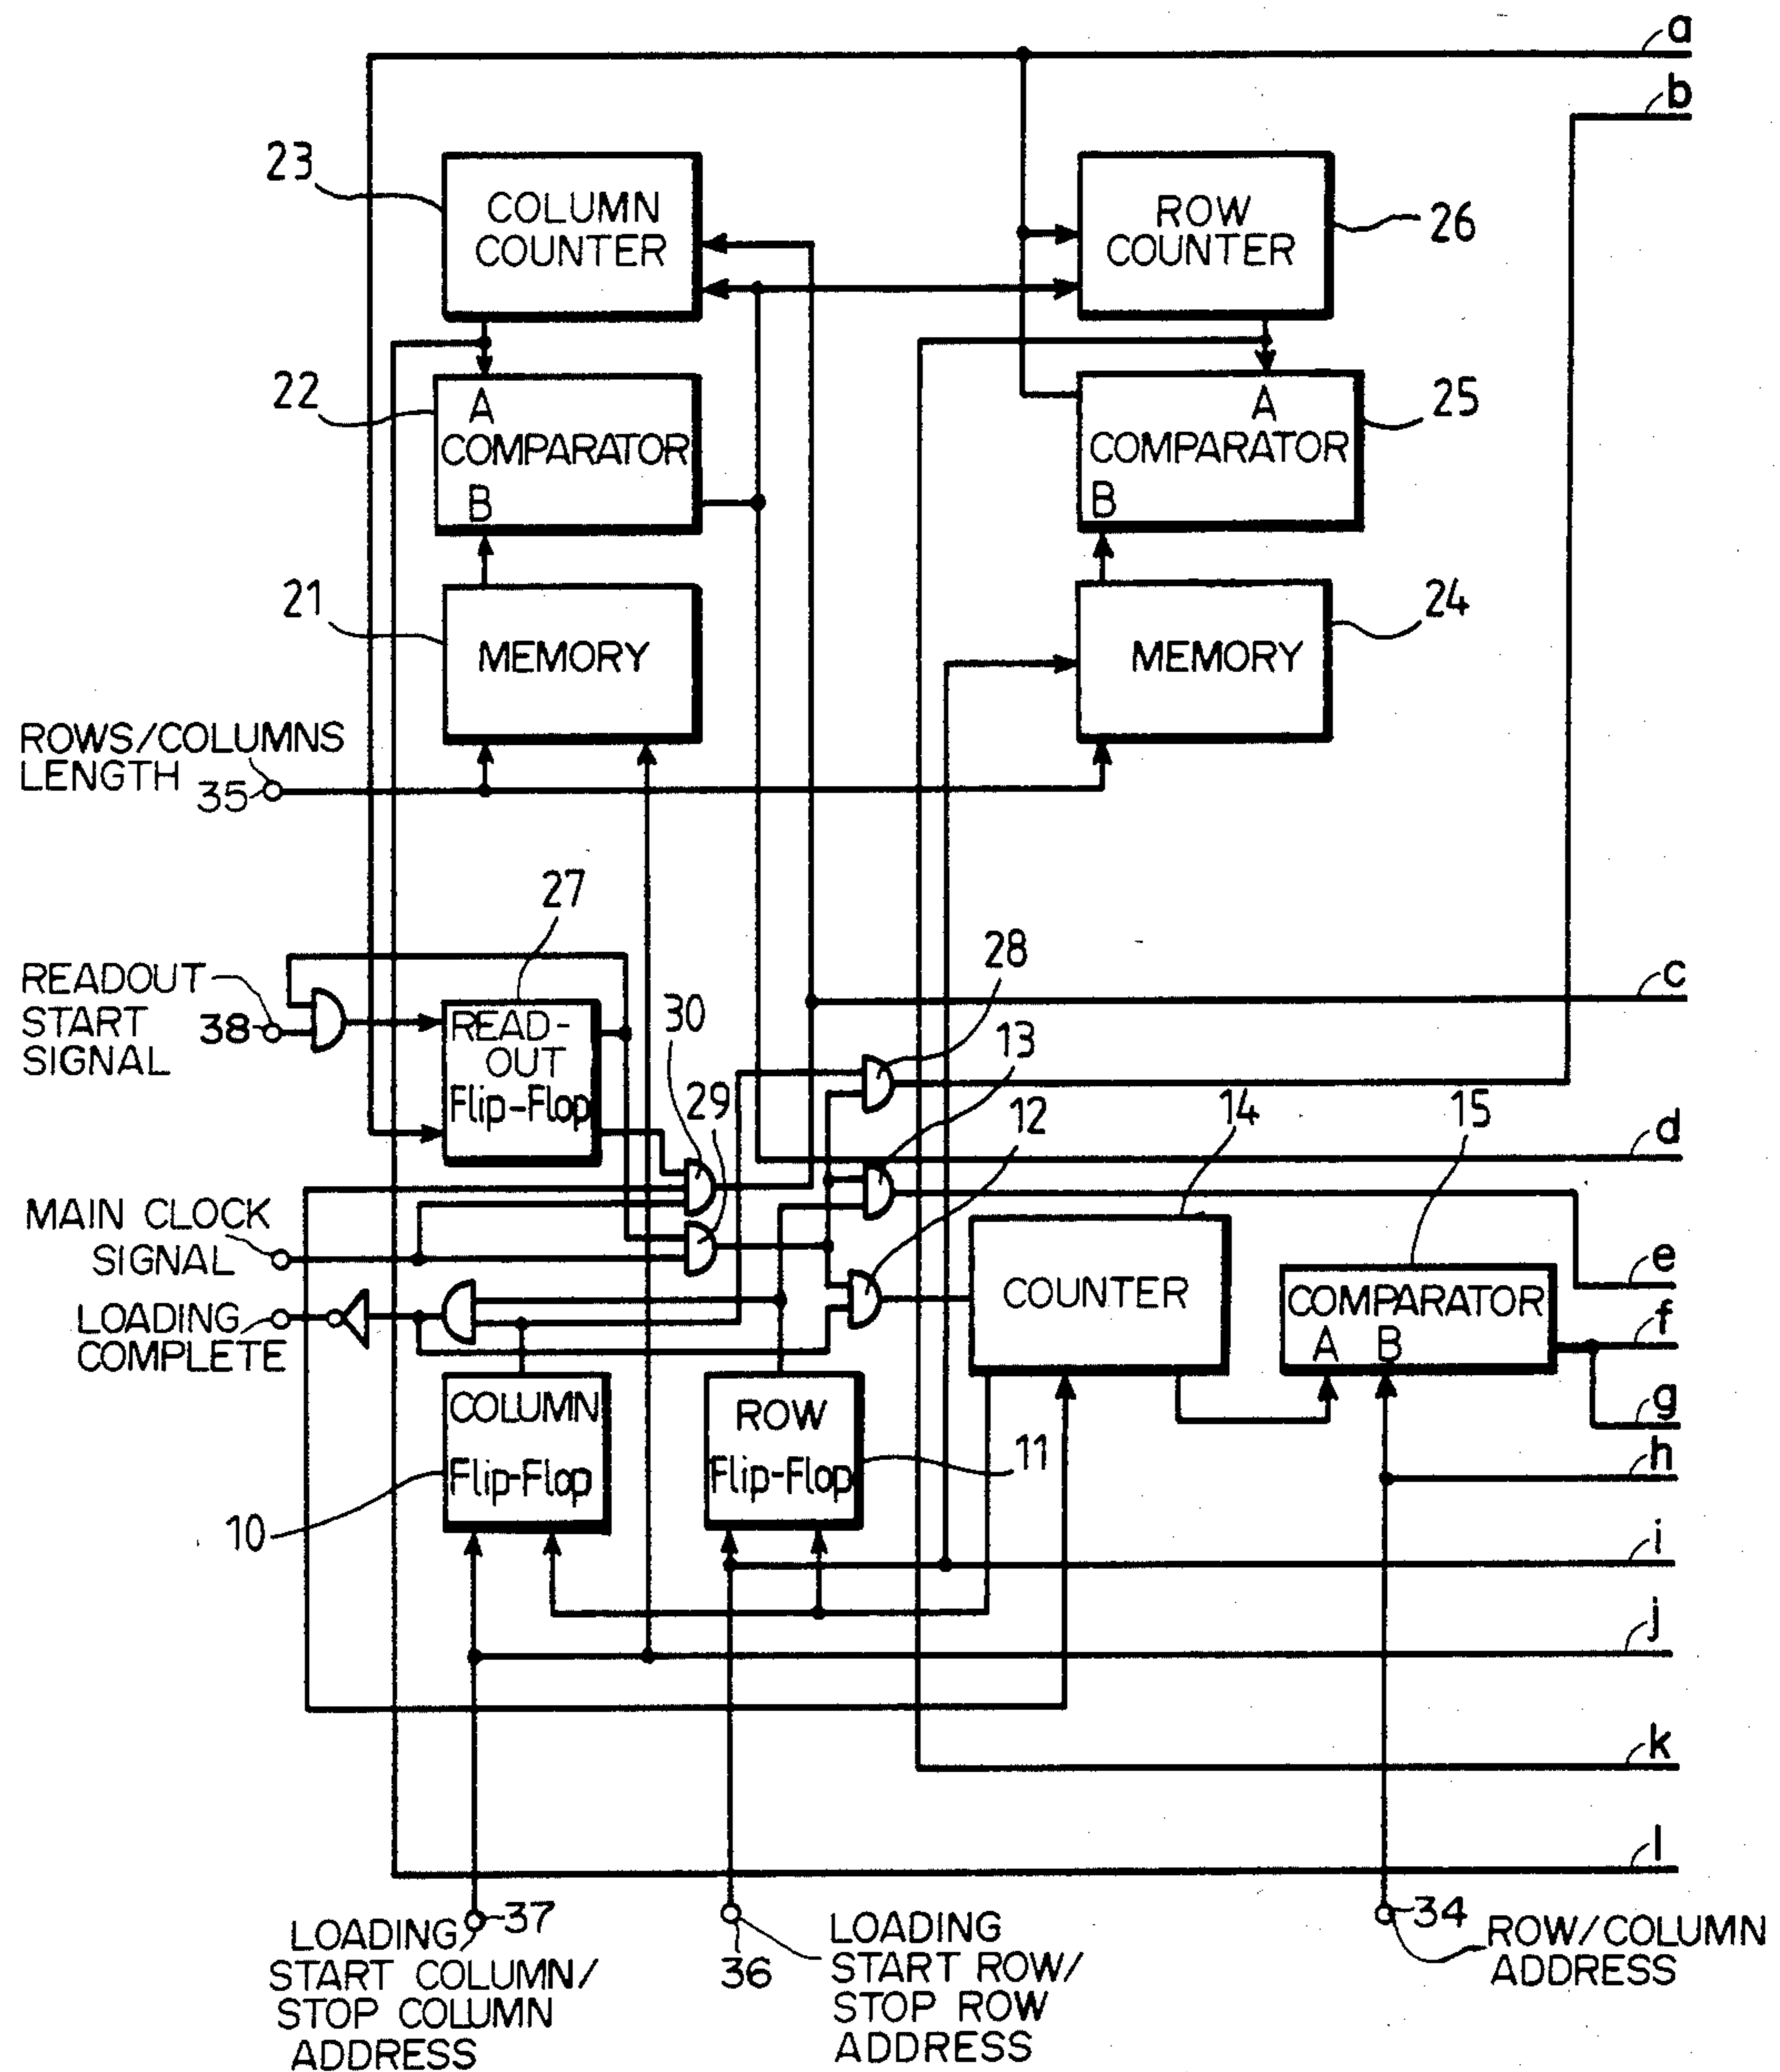 a
b
23
COLUMN
COUNTER
ROW
COUNTER
26
22
A
COMPARATOR
B
A
COMPARATOR
B
25
21
MEMORY
MEMORY
24
ROWS/COLUMNS
LENGTH
35
27
28
READOUT
START
SIGNAL
38
READ-
OUT
Flip-Flop
30
29
13
12
14
15
c
d
MAIN CLOCK
SIGNAL
LOADING
COMPLETE
COUNTER
COMPARATOR
A B
e
f
g
h
COLUMN
Flip-Flop
10
ROW
Flip-Flop
11
i
j
k
l
37
LOADING
START COLUMN/
STOP COLUMN
ADDRESS
36
LOADING
START ROW/
STOP ROW
ADDRESS
34
ROW/COLUMN
ADDRESS